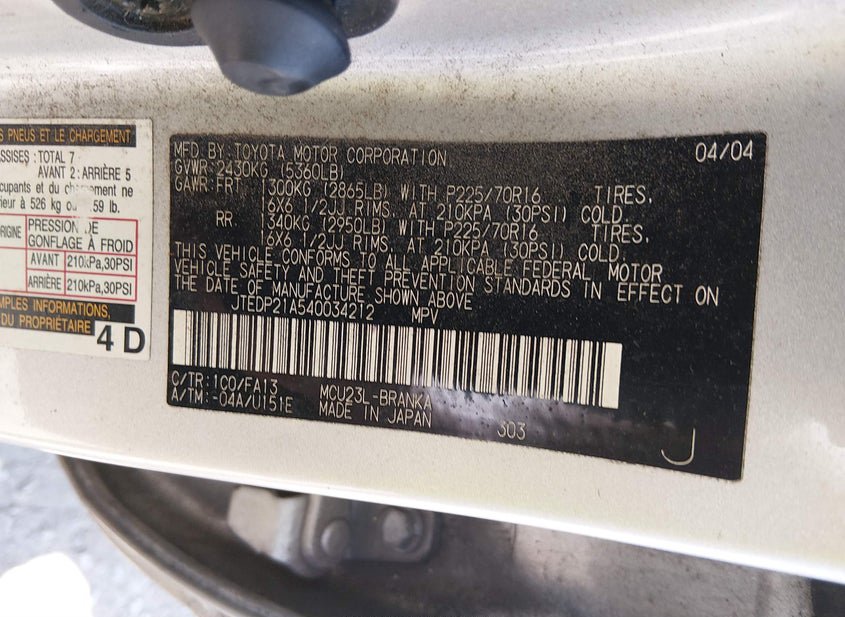 S PNEUS ET LE CHARGEMENT
ASSISES: TOTAL 7
AVANT 2: ARRIÈRE 5
cupants et du ch ement ne
rieur à 526 kg ou 59 lb.
ORIGINE PRESSION DE
GONFLAGE À FROID
AVANT 210kPa,30PSI
ARRIÈRE 210kPa,30PSI
MPLES INFORMATIONS,
DU PROPRIÉTAIRE
4 D
MFD.BY:TOYOTA MOTOR CORPORATION 04/04
GVWR:2430KG (5360LB)
GAWR:FRT 1300KG (2865LB) WITH P225/70R16 TIRES,
16X6 1/2JJ RIMS, AT 210KPA (30PSI) COLD.
RR 1340KG (2950LB) WITH P225/70R16 TIRES,
16X6 1/2JJ RIMS, AT 210KPA (30PSI) COLD.
THIS VEHICLE CONFORMS TO ALL APPLICABLE FEDERAL MOTOR
VEHICLE SAFETY AND THEFT PREVENTION STANDARDS IN EFFECT ON
THE DATE OF MANUFACTURE SHOWN ABOVE
JTEDP21A540034212 MPV
C/TR:1C0/FA13 MCU23L-BRANKA
A/TM:-04A/U151E MADE IN JAPAN 303 J